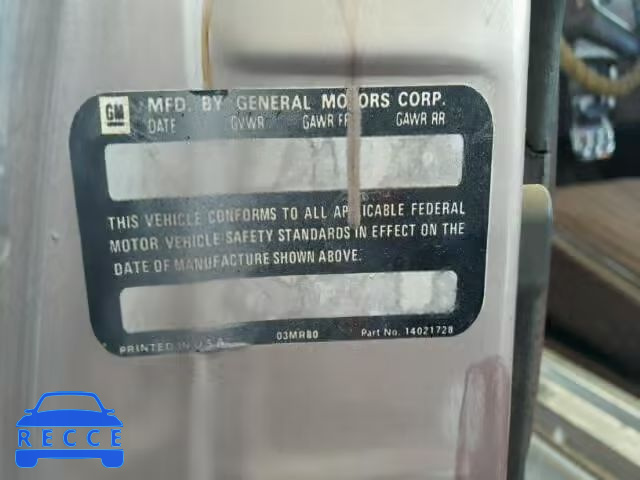 GM MFD. BY GENERAL MOTORS CORP.
DATE GVWR GAWR FR GAWR RR
THIS VEHICLE CONFORMS TO ALL APPLICABLE FEDERAL
MOTOR VEHICLE SAFETY STANDARDS IN EFFECT ON THE
DATE OF MANUFACTURE SHOWN ABOVE.
PRINTED IN U.S.A. 03MR80 Part No. 14021728
RECCE